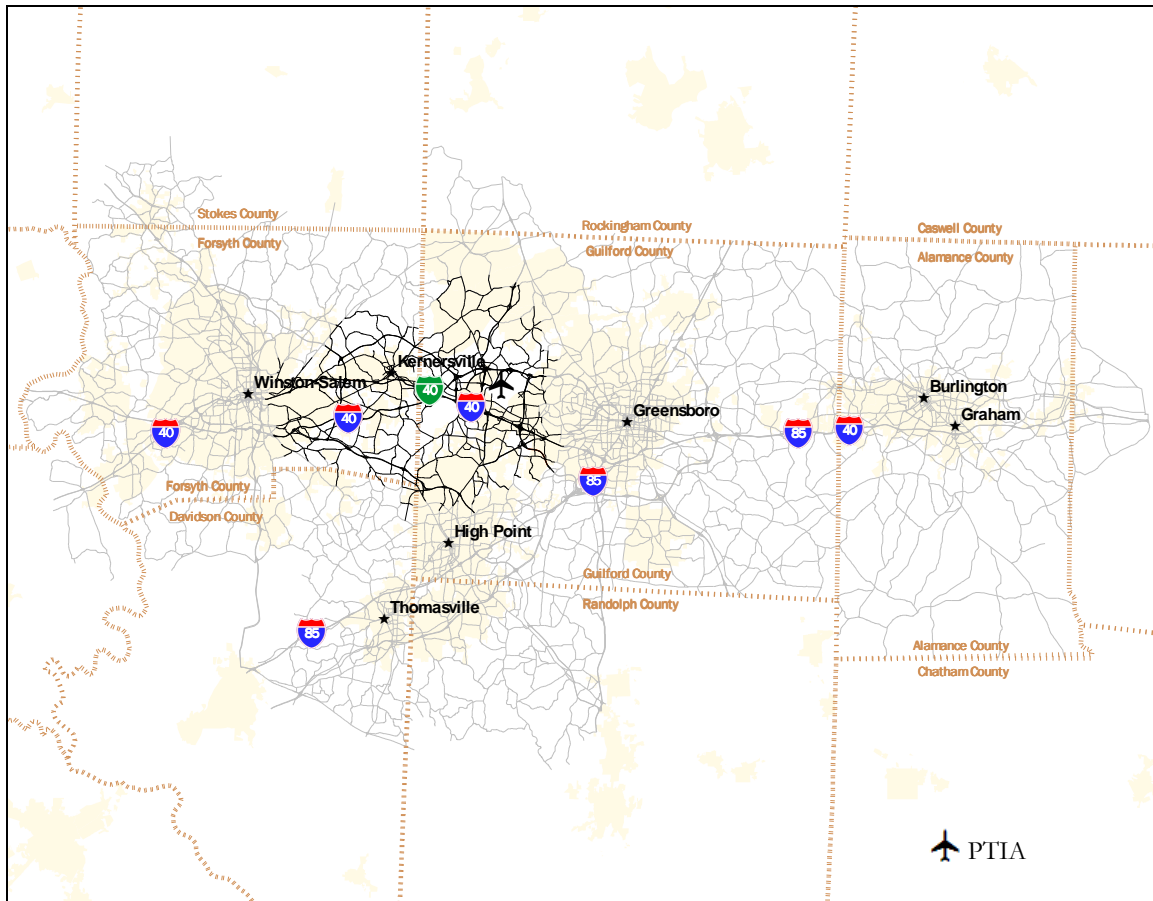 Stokes County
Forsyth County
Rockingham County
Guilford County
Caswell County
Alamance County
Kernersville
Winston-Salem
40
40
40
40
Burlington
Greensboro
Graham
85
40
85
Forsyth County
Davidson County
High Point
Guilford County
Randolph County
Thomasville
85
Alamance County
Chatham County
PTIA